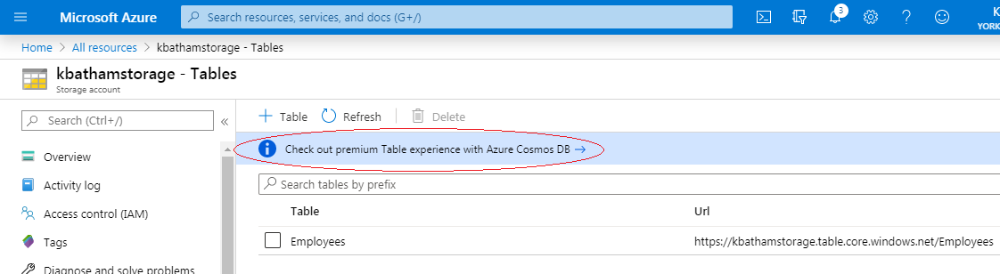 Microsoft Azure
Search resources, services, and docs (G+/)
3
K
YORK
Home > All resources > kbathamstorage - Tables
kbathamstorage - Tables
Storage account
Search (Ctrl+/)
«
+ Table Refresh Delete
Check out premium Table experience with Azure Cosmos DB →
Search tables by prefix
Overview
Activity log
Access control (IAM)
Tags
Diagnose and solve problems
Table Url
Employees https://kbathamstorage.table.core.windows.net/Employees